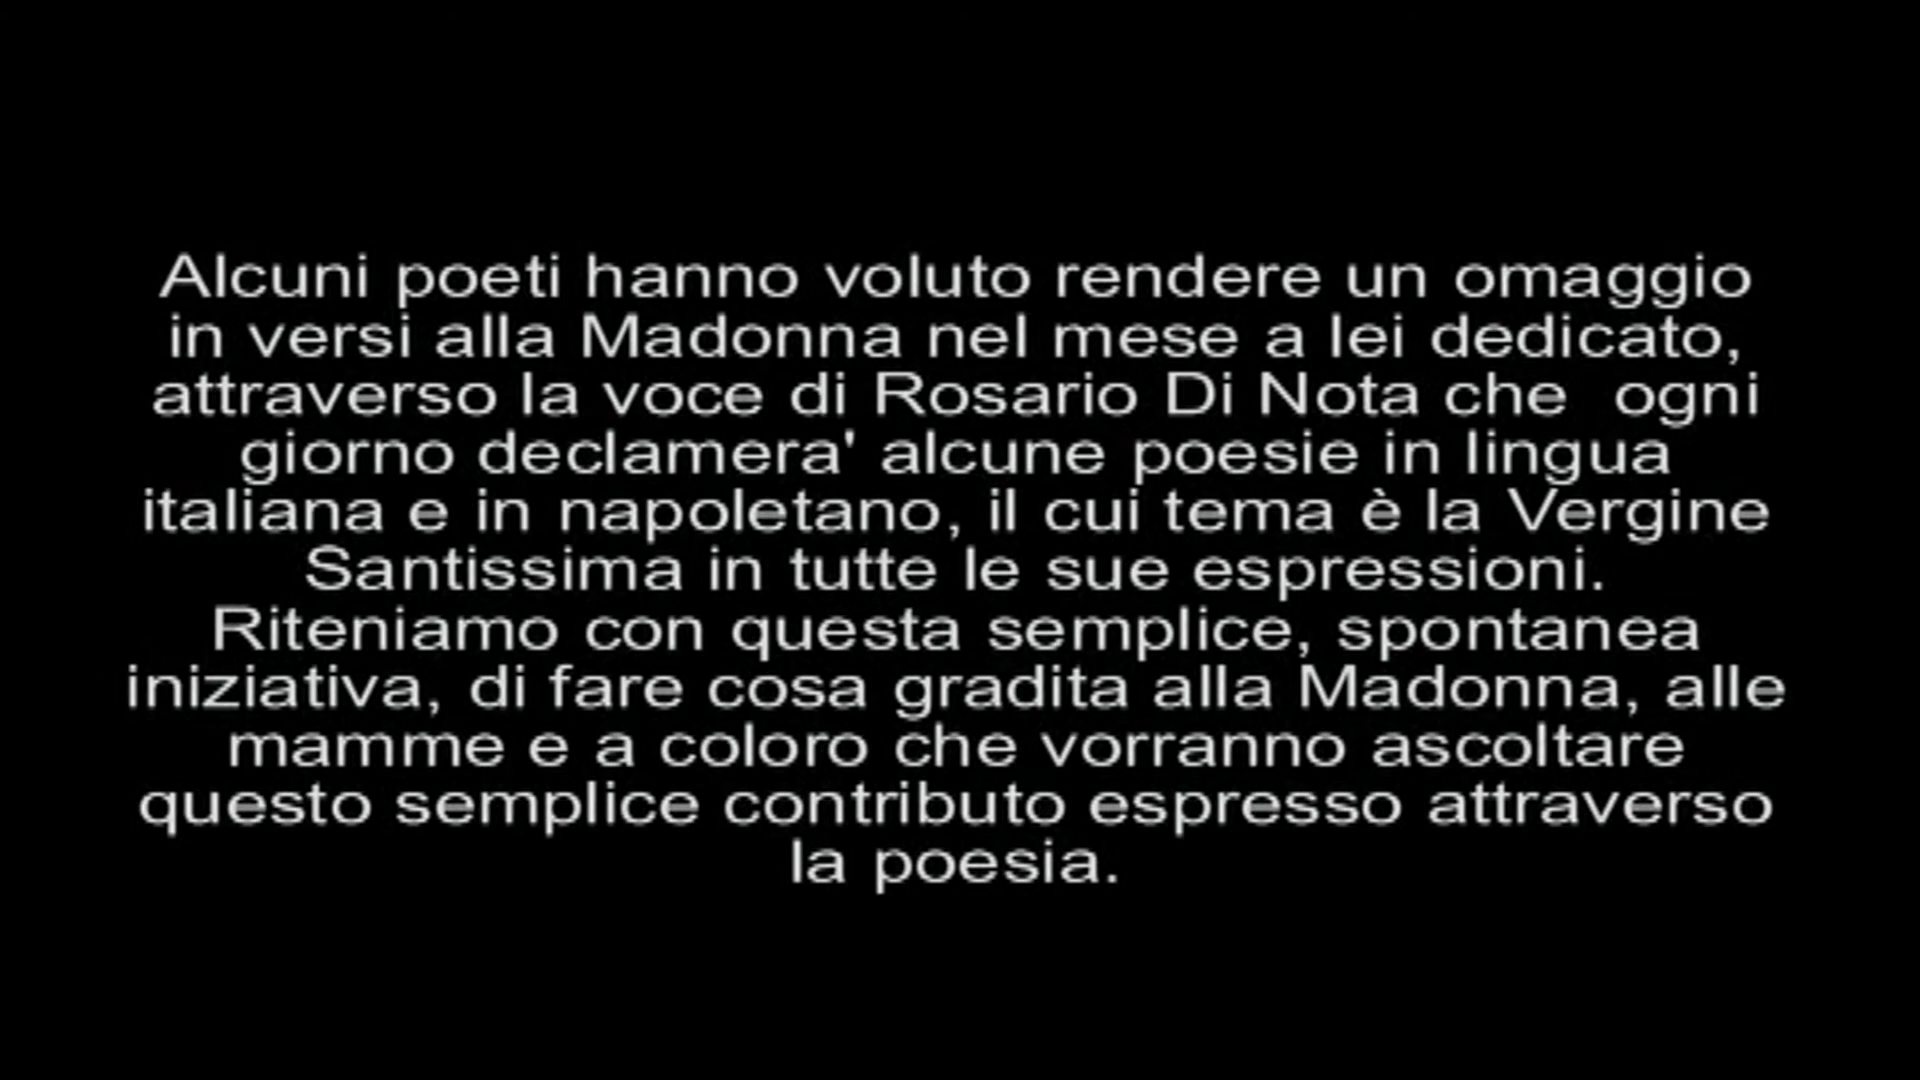 Alcuni poeti hanno voluto rendere un omaggio
in versi alla Madonna nel mese a lei dedicato,
attraverso la voce di Rosario Di Nota che  ogni
giorno declamera' alcune poesie in lingua
italiana e in napoletano, il cui tema è la Vergine
Santissima in tutte le sue espressioni.
Riteniamo con questa semplice, spontanea
iniziativa, di fare cosa gradita alla Madonna, alle
mamme e a coloro che vorranno ascoltare
questo semplice contributo espresso attraverso
la poesia.